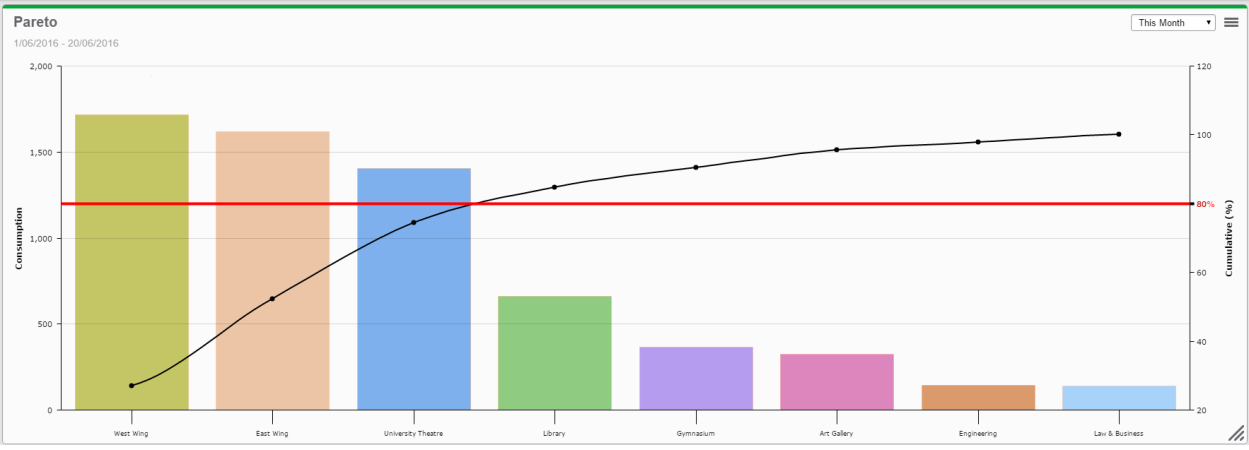 Pareto
This Month
1/06/2016 - 20/06/2016
2,000
1,500
1,000
500
0
Consumption
120
100
80%
60
40
20
Cumulative (%)
West Wing
East Wing
University Theatre
Library
Gymnasium
Art Gallery
Engineering
Law & Business